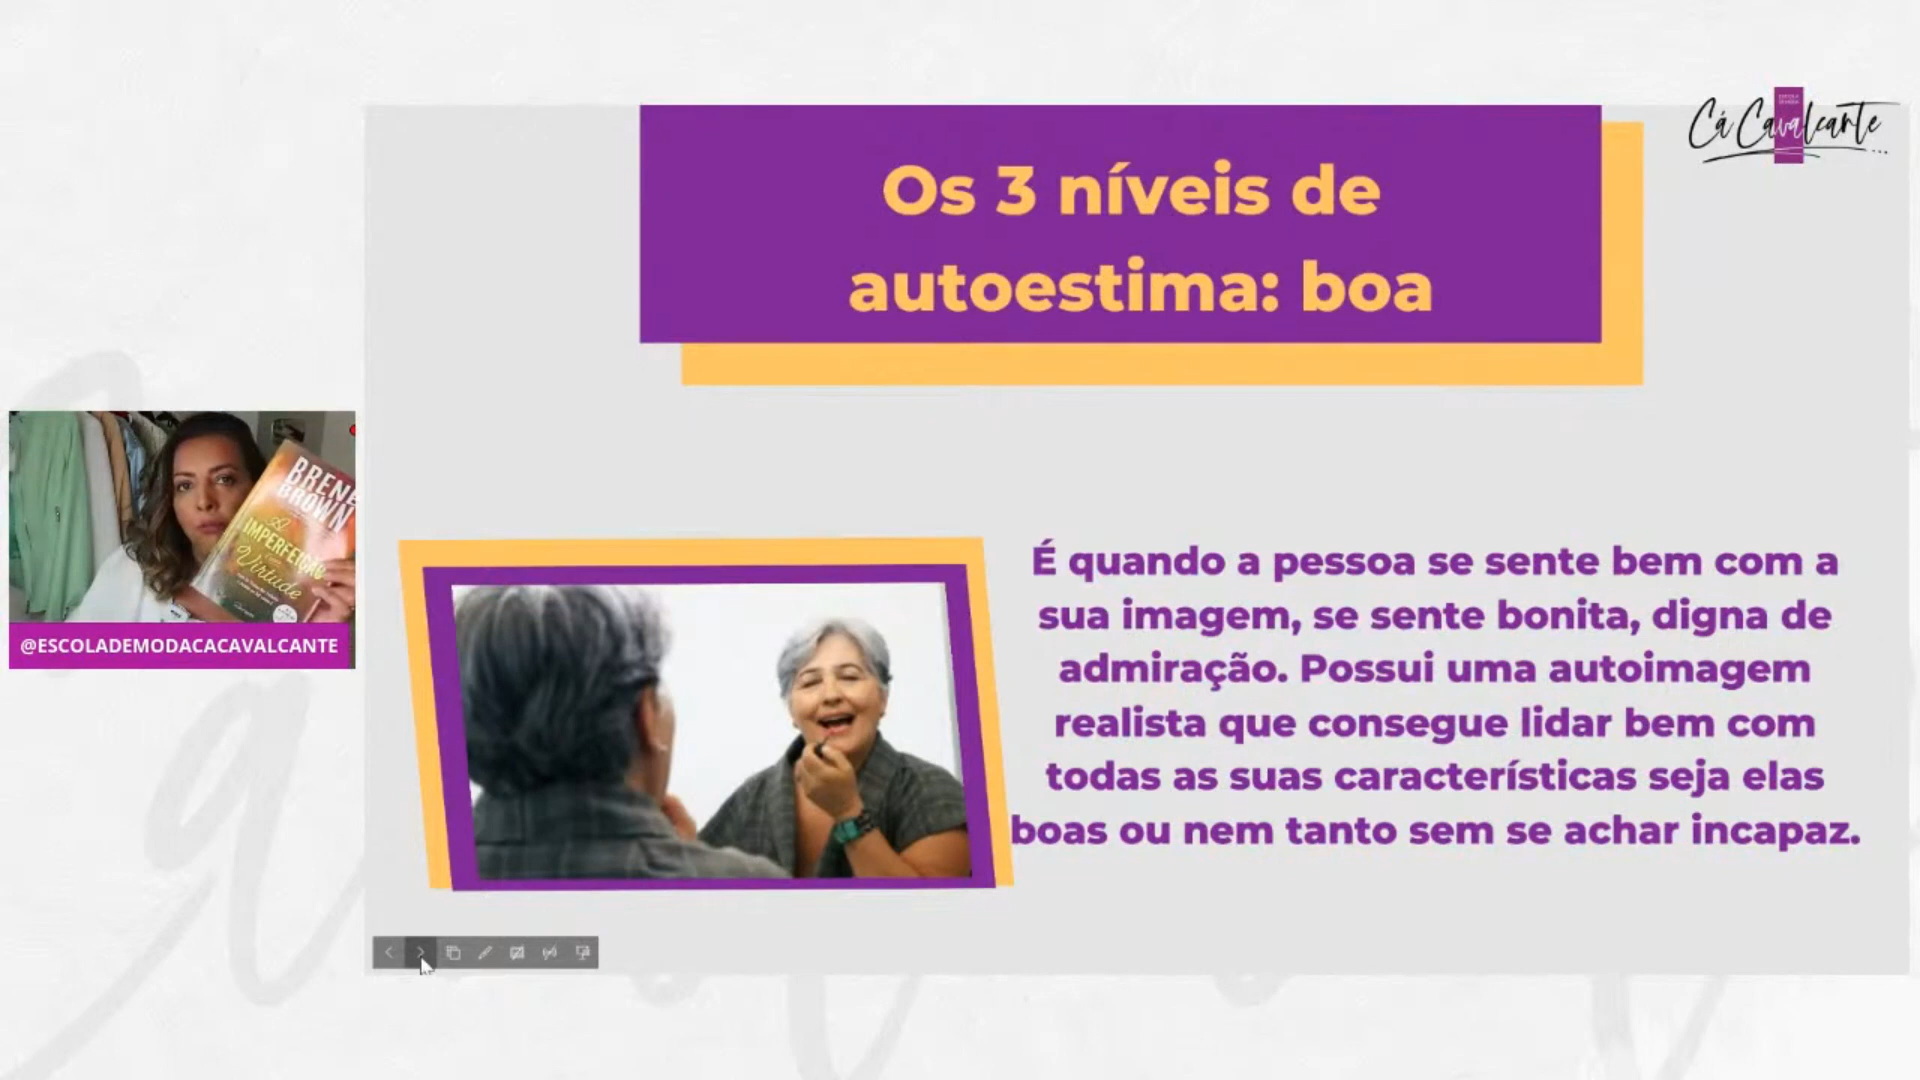 Cá Cavalcante
Os 3 níveis de
autoestima: boa
BRENÉ
BROWN
A
IMPERFEIÇÃO
Virtude
@ESCOLADEMODACACAVALCANTE
É quando a pessoa se sente bem com a
sua imagem, se sente bonita, digna de
admiração. Possui uma autoimagem
realista que consegue lidar bem com
todas as suas características seja elas
boas ou nem tanto sem se achar incapaz.